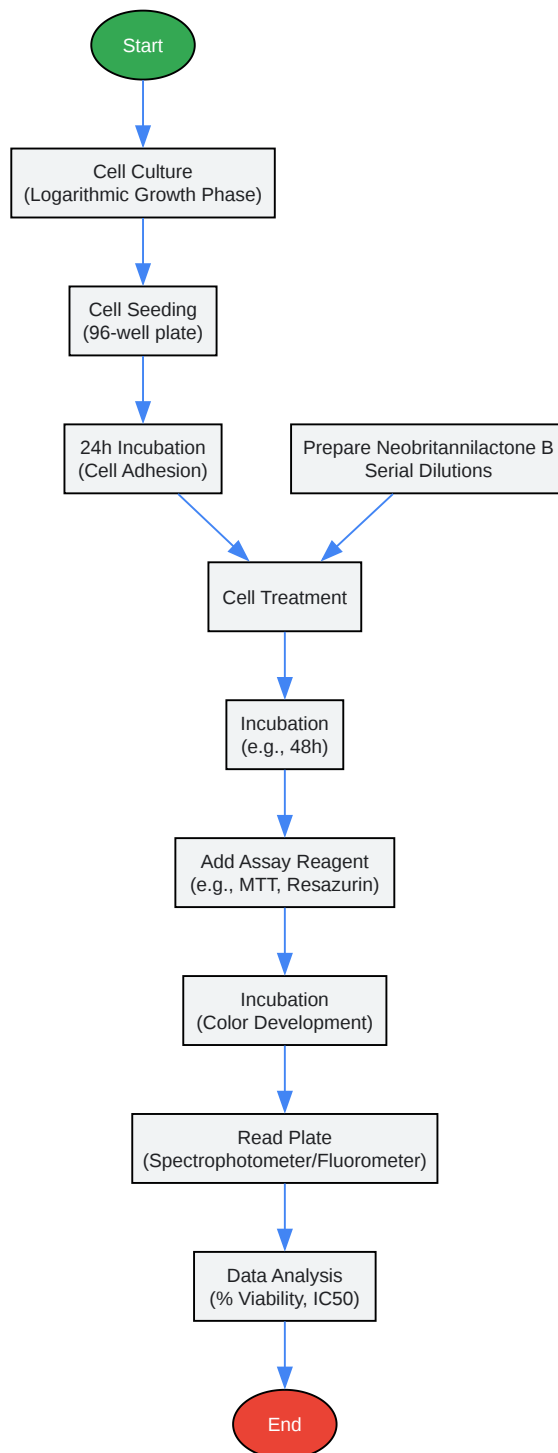 Start
Cell Culture
(Logarithmic Growth Phase)
Cell Seeding
(96-well plate)
24h Incubation
(Cell Adhesion)
Prepare Neobritannilactone B
Serial Dilutions
Cell Treatment
Incubation
(e.g., 48h)
Add Assay Reagent
(e.g., MTT, Resazurin)
Incubation
(Color Development)
Read Plate
(Spectrophotometer/Fluorometer)
Data Analysis
(% Viability, IC50)
End